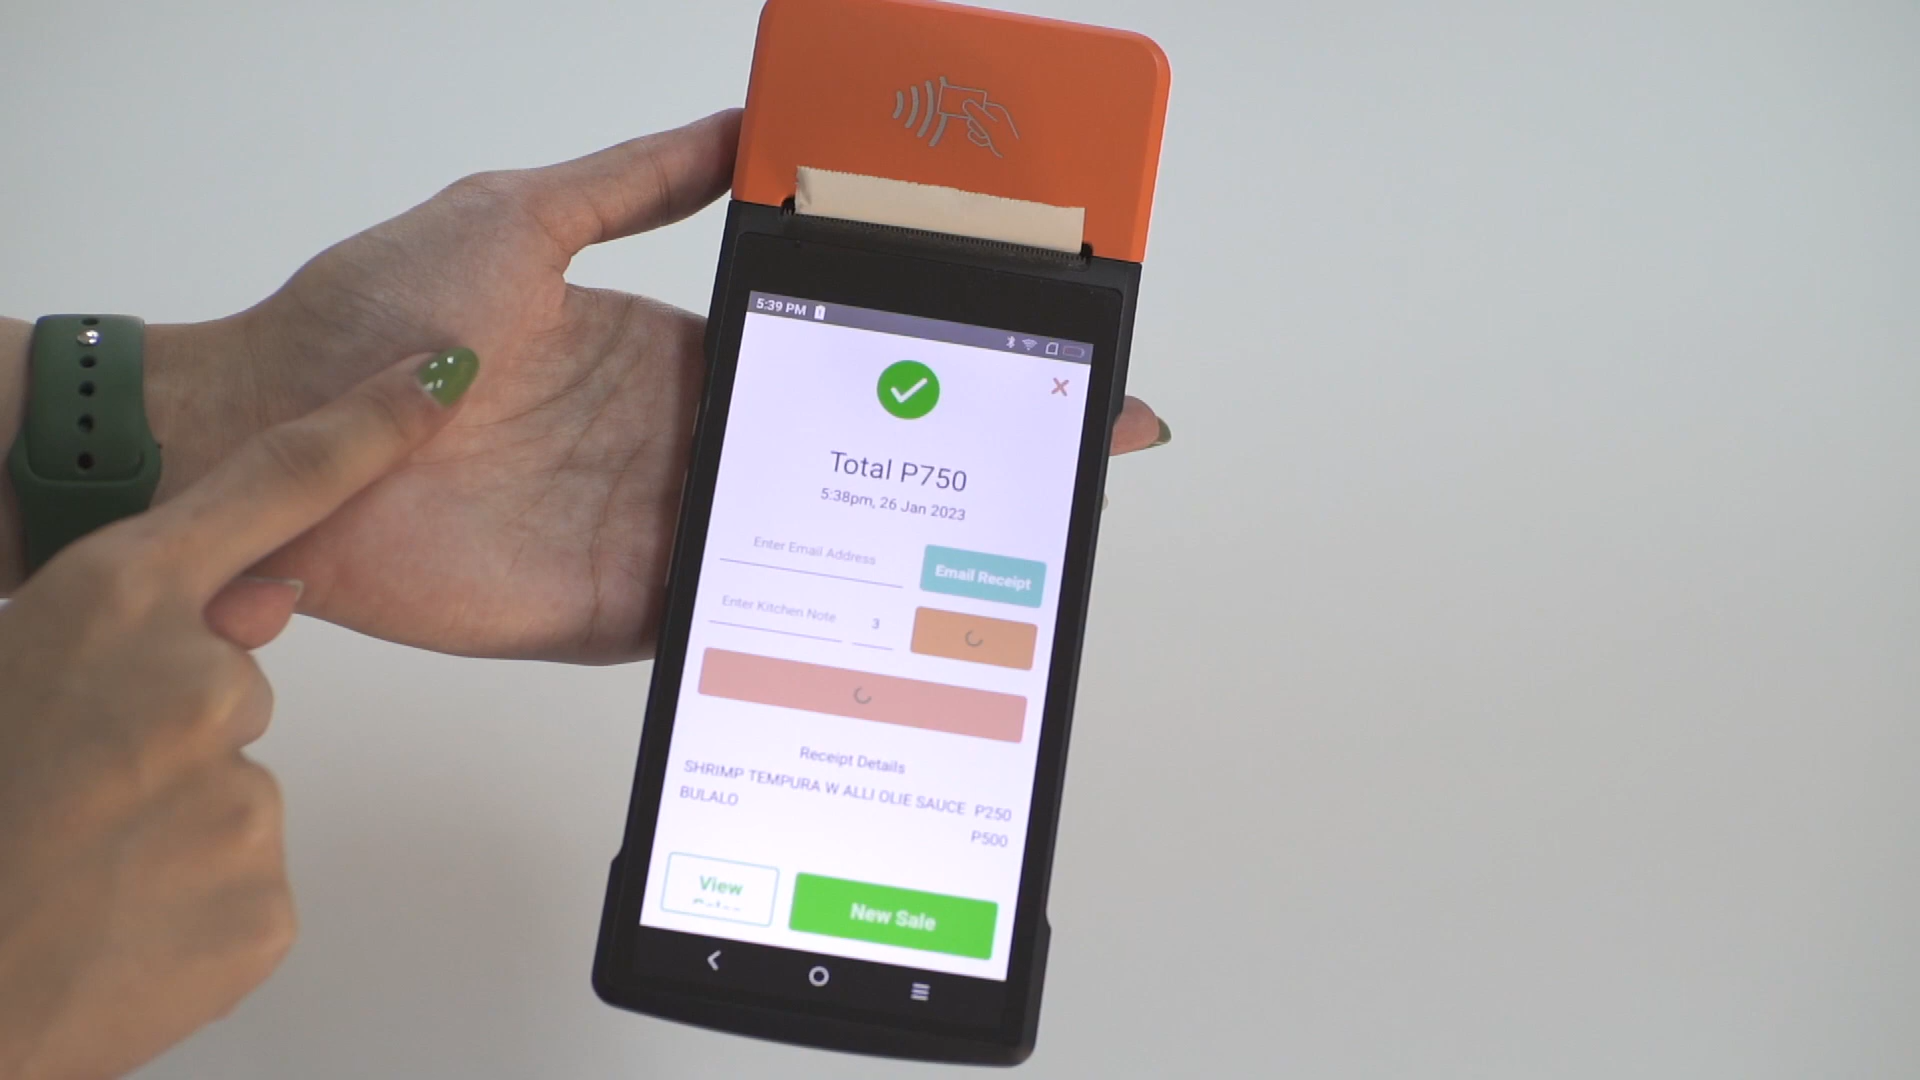 5:39 PM
Total P750
5:38pm, 26 Jan 2023
Enter Email Address
Email Receipt
Enter Kitchen Note
3
Receipt Details
SHRIMP TEMPURA W ALLI OLIE SAUCE P250
BULALO
P500
View
New Sale